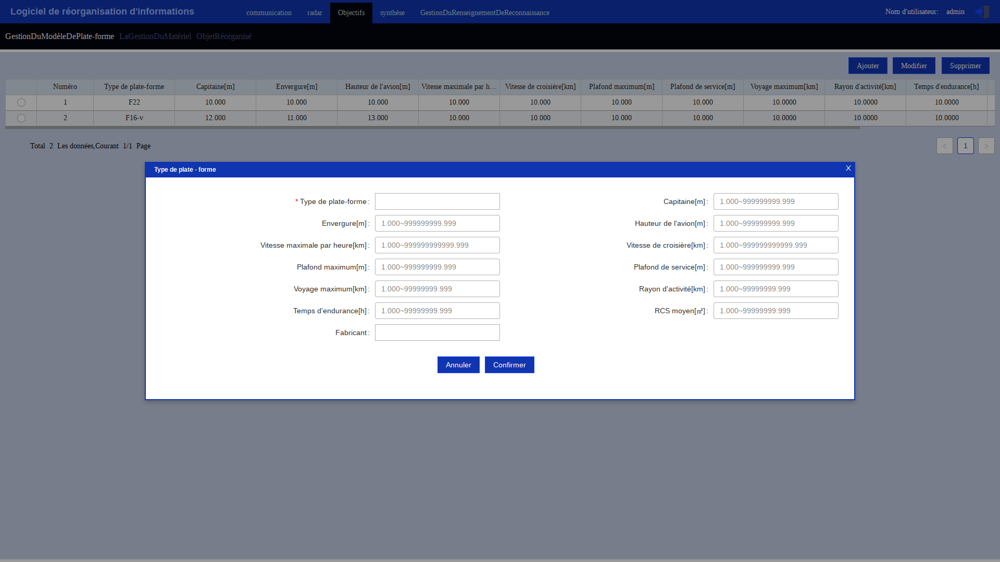 Logiciel de réorganisation d'informations
communication radar Objectifs synthèse GestionDuRenseignementDeReconnaissance
Nom d'utilisateur: admin
GestionDuModèleDePlate-forme LaGestionDuMatériel ObjetRéorganisé
Ajouter Modifier Supprimer
Numéro Type de plate-forme Capitaine[m] Envergure[m] Hauteur de l'avion[m] Vitesse maximale par h... Vitesse de croisière[km] Plafond maximum[m] Plafond de service[m] Voyage maximum[km] Rayon d'activité[km] Temps d'endurance[h]
1 F22 10.000 10.000 10.000 10.000 10.000 10.000 10.000 10.0000 10.0000 10.0000
2 F16-v 12.000 11.000 13.000 10.000 10.000 10.000 10.000 10.0000 10.0000 10.0000
Total 2 Les données,Courant 1/1 Page
< 1 >
Type de plate - forme X
* Type de plate-forme:
Capitaine[m]: 1.000~999999999.999
Envergure[m]: 1.000~999999999.999
Hauteur de l'avion[m]: 1.000~999999999.999
Vitesse maximale par heure[km]: 1.000~999999999999.999
Vitesse de croisière[km]: 1.000~999999999999.999
Plafond maximum[m]: 1.000~999999999.999
Plafond de service[m]: 1.000~999999999.999
Voyage maximum[km]: 1.000~99999999.999
Rayon d'activité[km]: 1.000~99999999.999
Temps d'endurance[h]: 1.000~99999999.999
RCS moyen[㎡]: 1.000~99999999.999
Fabricant:
Annuler Confirmer